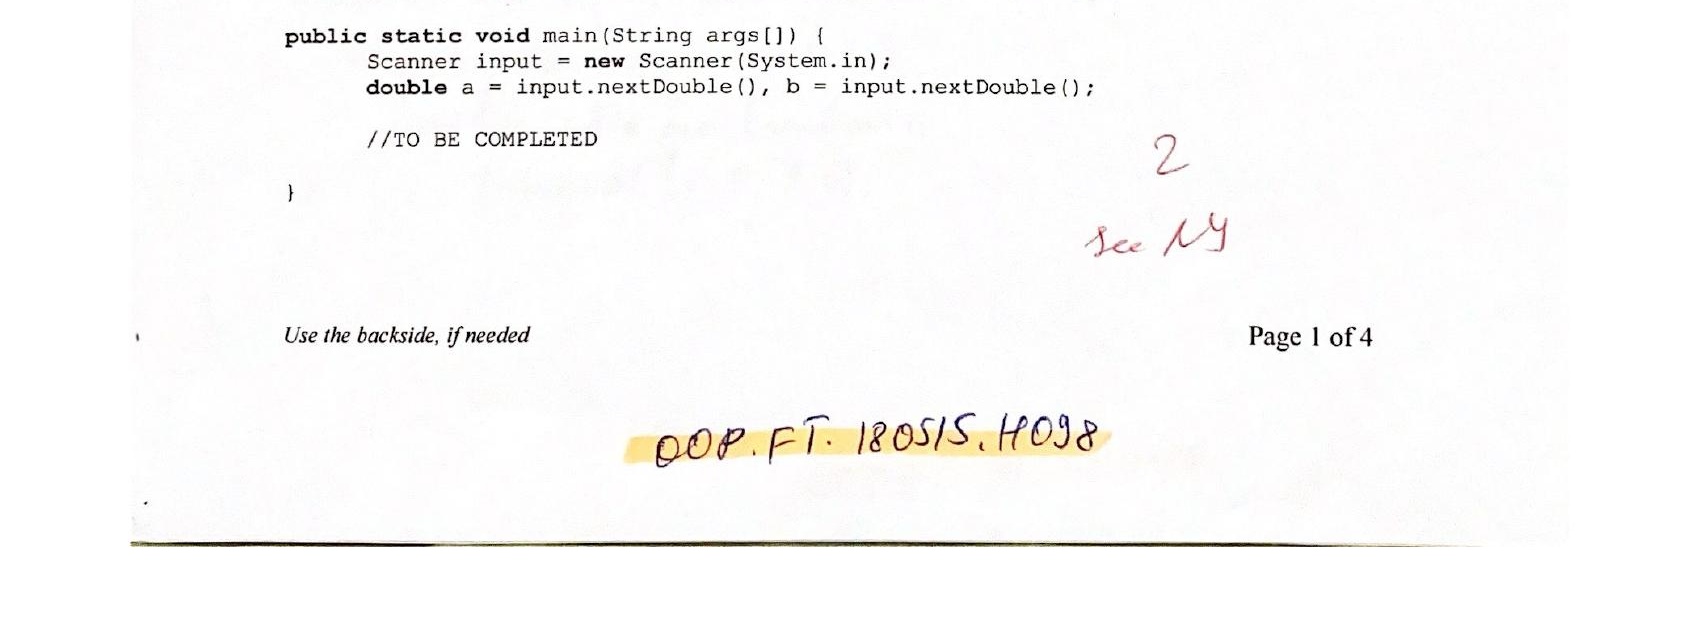 public static void main(String args[]) {
Scanner input = new Scanner(System.in);
double a = input.nextDouble(), b = input.nextDouble();
//TO BE COMPLETED
2
}
see N4
Use the backside, if needed
Page 1 of 4
OOP.FT.180515.H098